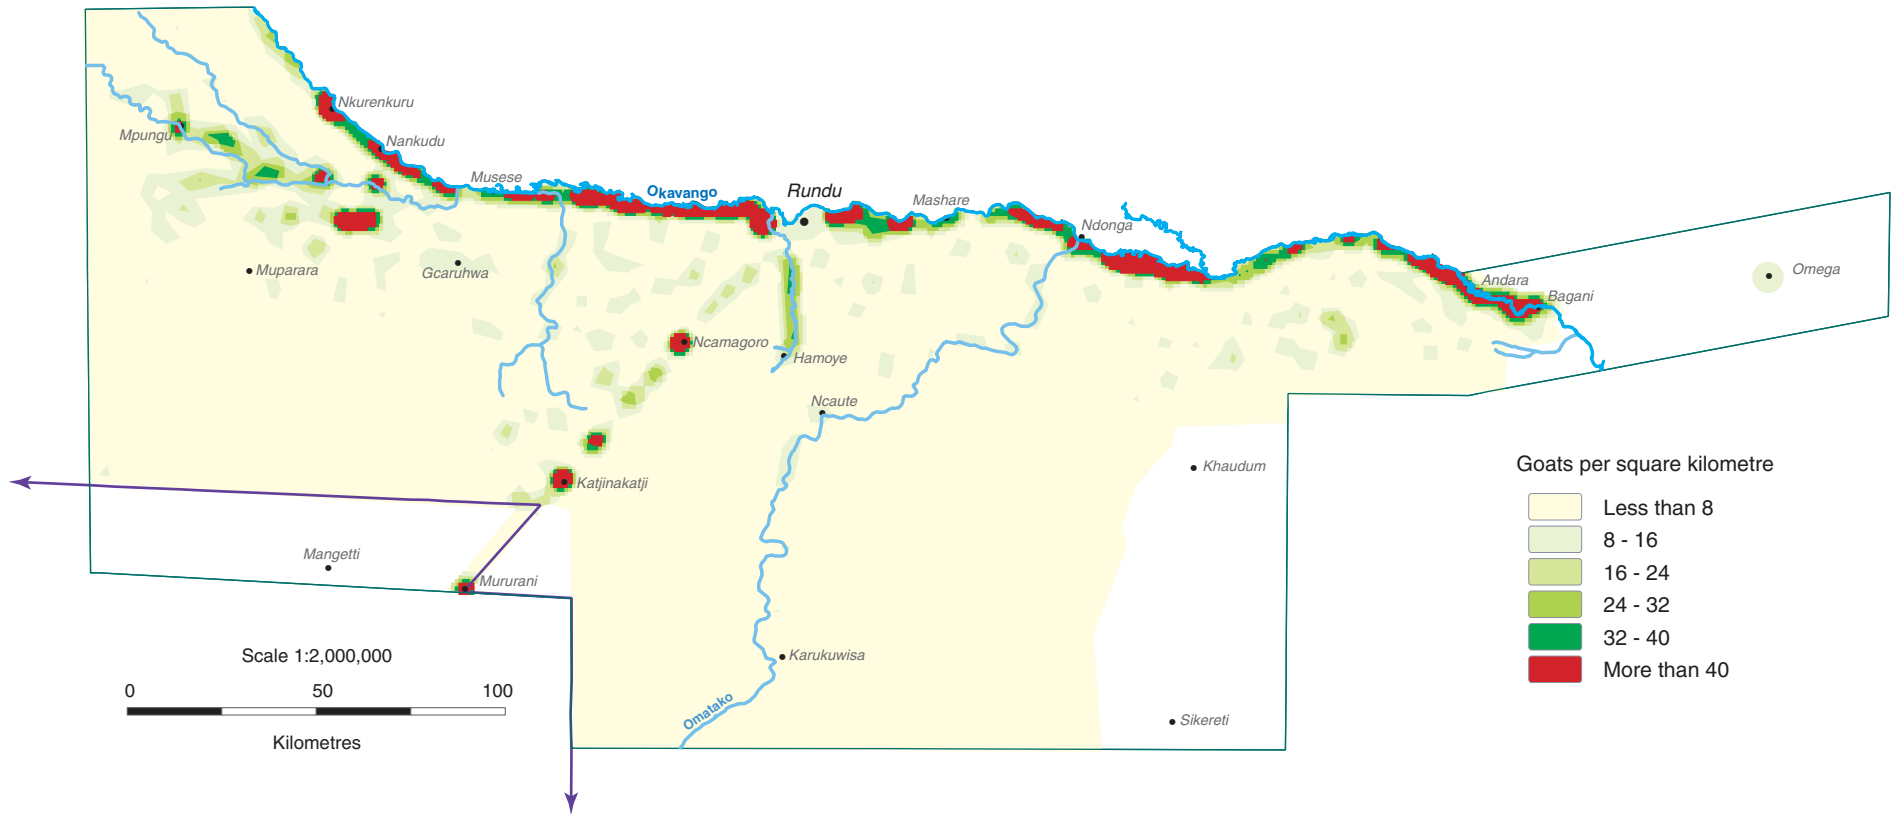 Nkurenkuru
Mpungu
Nankudu
Musese
Okavango
Rundu
Mashare
Ndonga
Muparara
Gcaruhwa
Andara
Bagani
Omega
Ncamagoro
Hamoye
Ncaute
Khaudum
Katjinakatji
Mangetti
Mururani
Karukuwisa
Omatako
Sikereti
Goats per square kilometre
Less than 8
8 - 16
16 - 24
24 - 32
32 - 40
More than 40
Scale 1:2,000,000
0 50 100
Kilometres